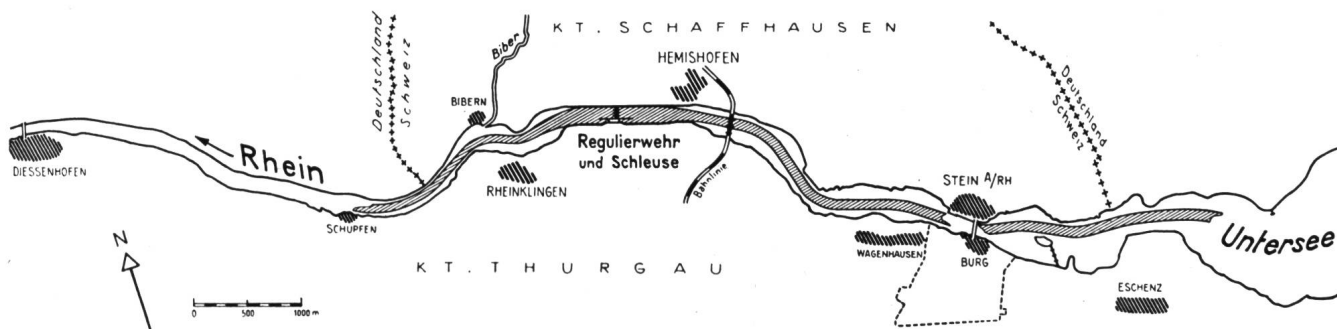 KT. SCHAFFHAUSEN
Deutschland
Schweiz
Biber
HEMISHOFEN
BIBERN
Deutschland
Schweiz
Rhein
Regulierwehr
und Schleuse
DIESSENHOFEN
RHEINKLINGEN
Bahnlinie
STEIN A/RH
SCHUPFEN
Untersee
WAGENHAUSEN
BURG
N
KT. THURGAU
ESCHENZ
0 500 1000 m